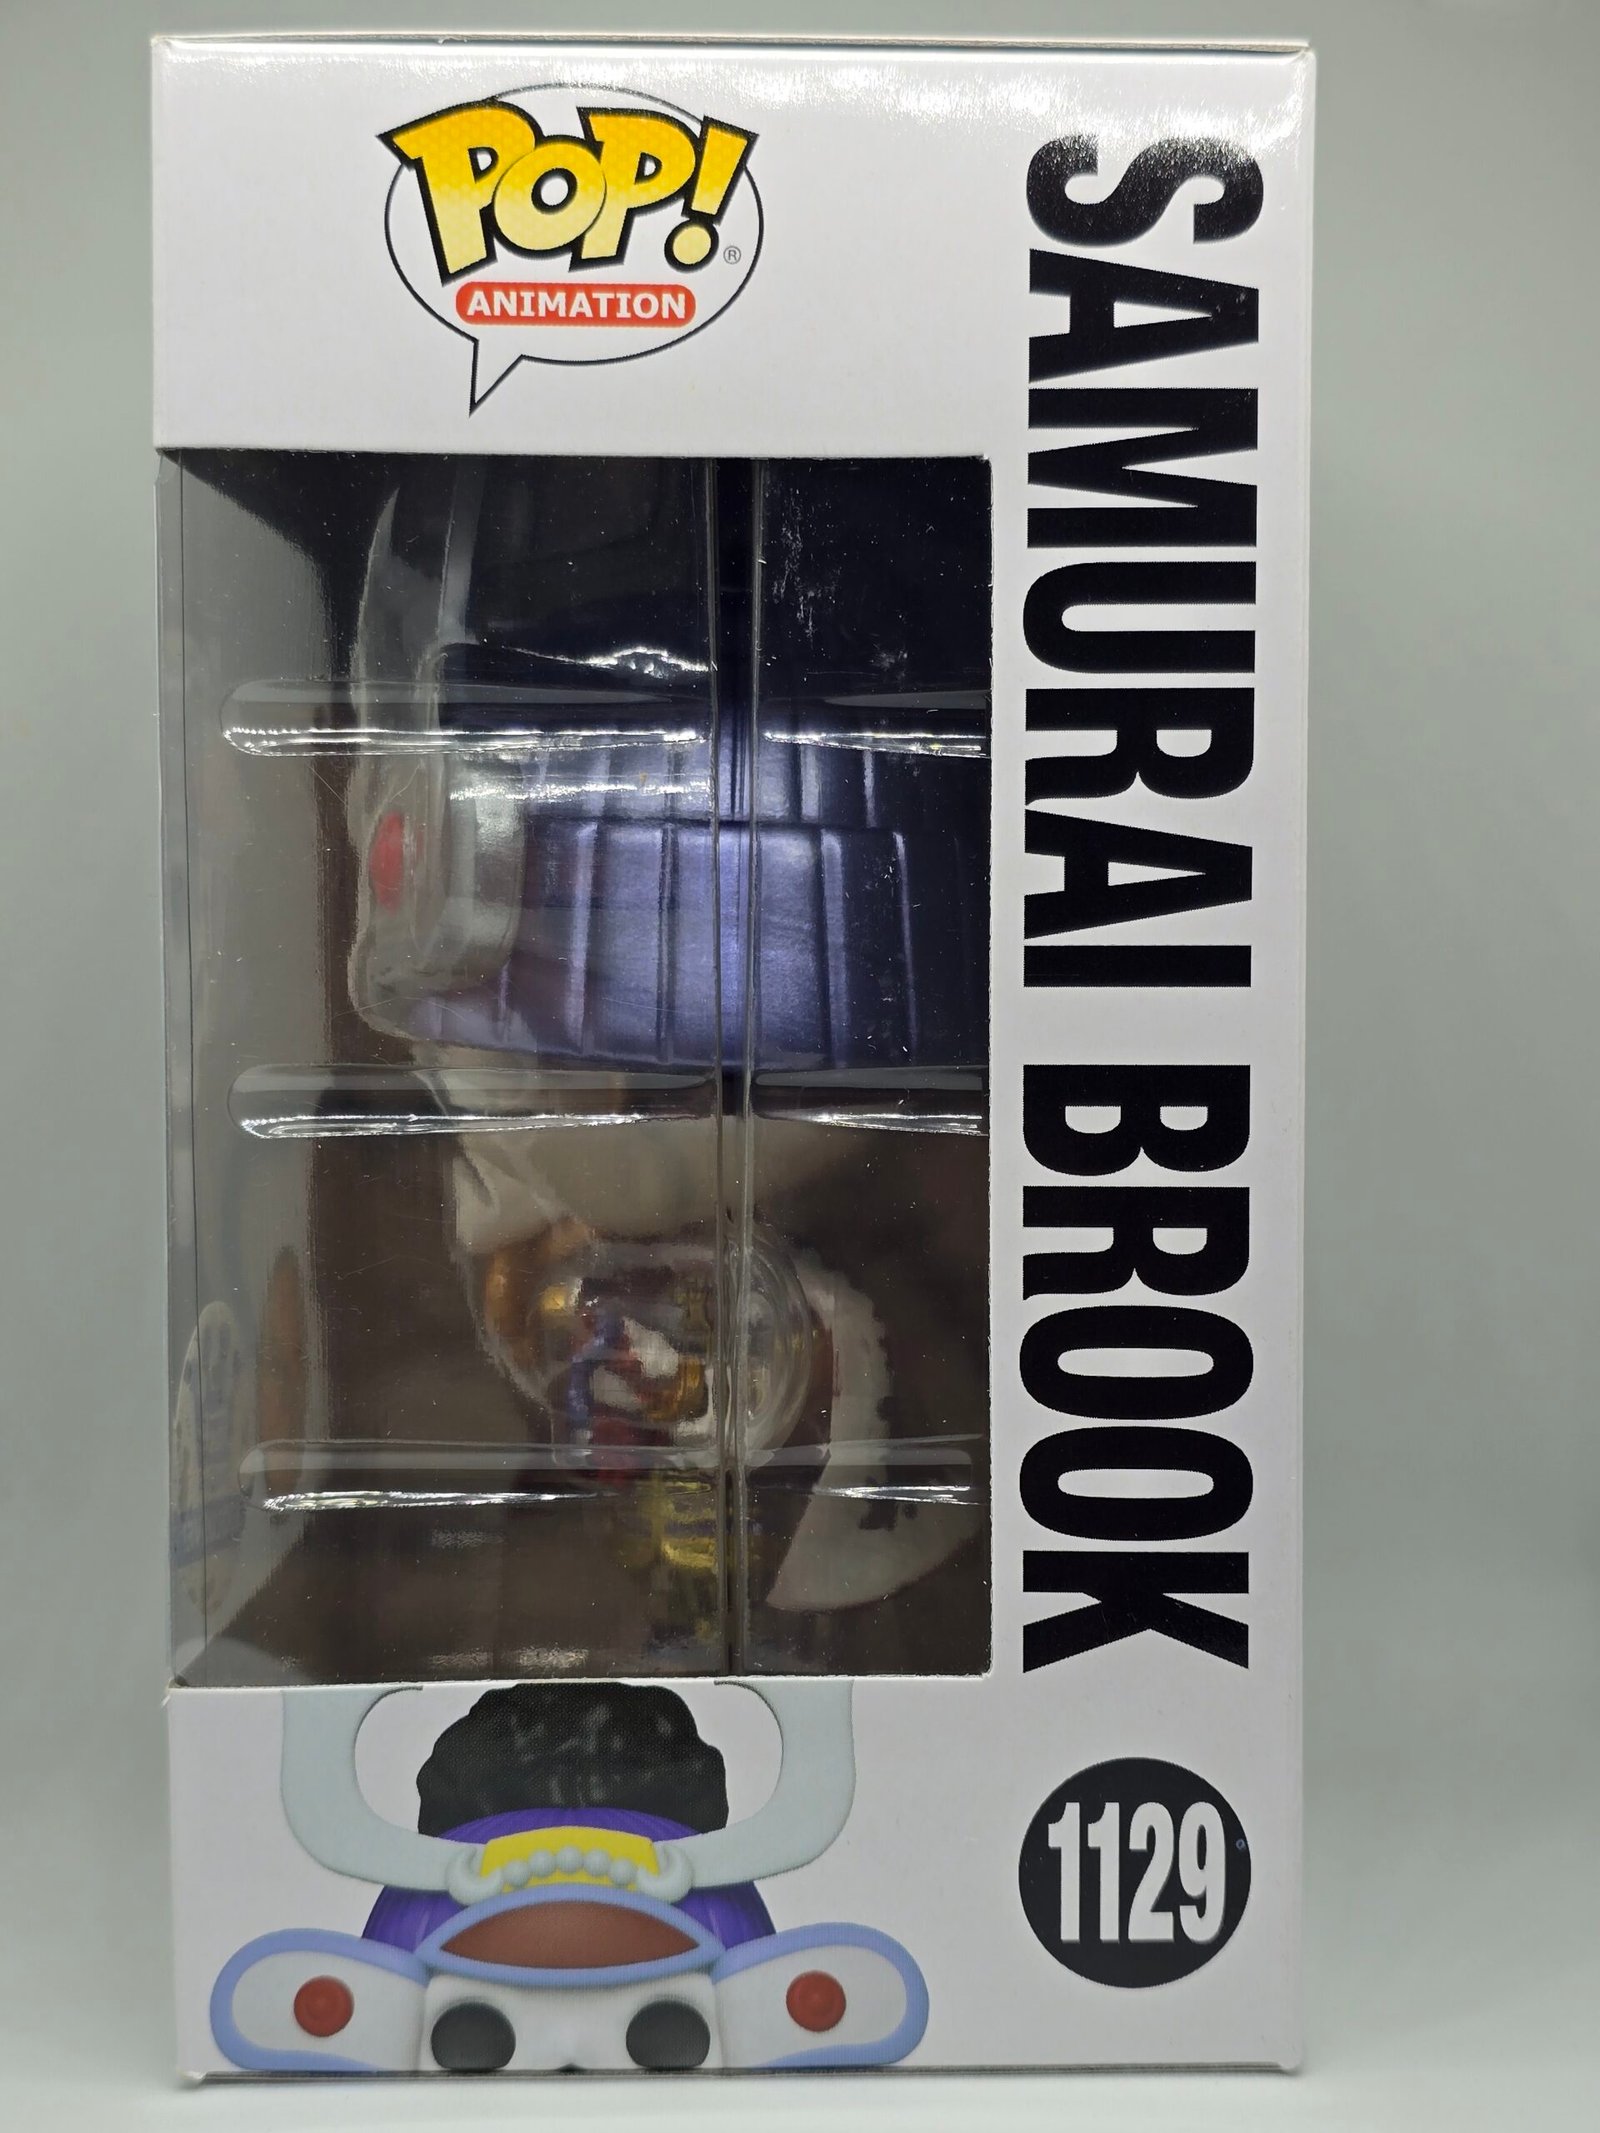 POP! ®
ANIMATION
SAMURAI BROOK
1129